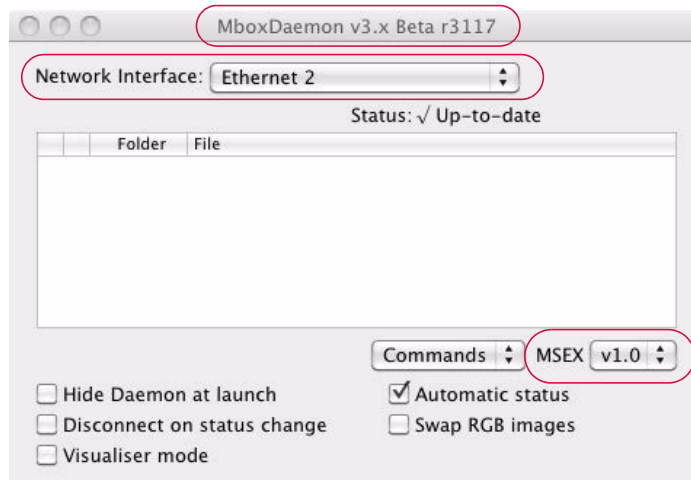 MboxDaemon v3.x Beta r3117
Network Interface: Ethernet 2
Status: √ Up-to-date
Folder File
Commands MSEX v1.0
Hide Daemon at launch
Automatic status
Disconnect on status change
Swap RGB images
Visualiser mode